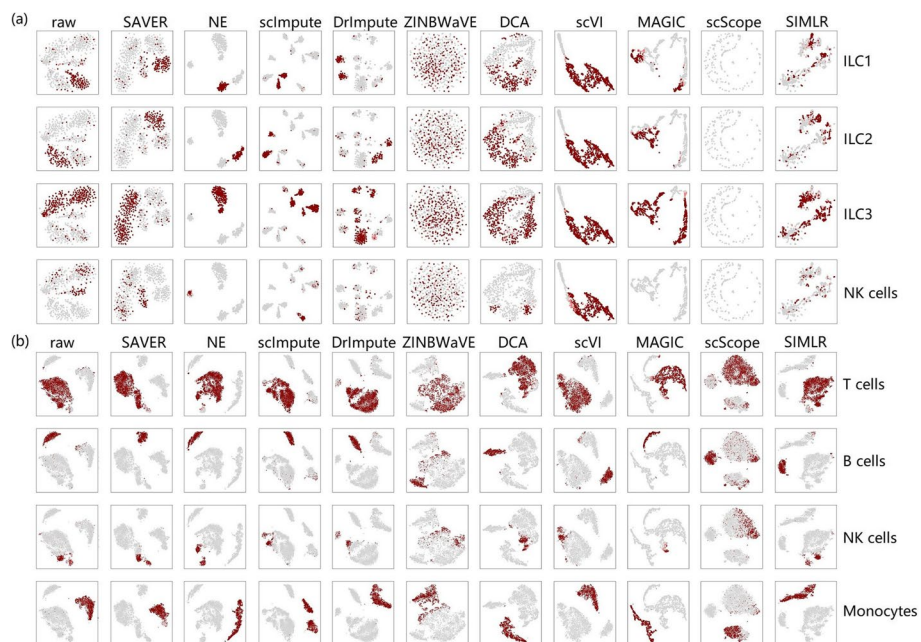 (a) raw SAVER NE scImpute DrImpute ZINBWaVE DCA scVI MAGIC scScope SIMLR
ILC1
ILC2
ILC3
NK cells
(b) raw SAVER NE scImpute DrImpute ZINBWaVE DCA scVI MAGIC scScope SIMLR
T cells
B cells
NK cells
Monocytes